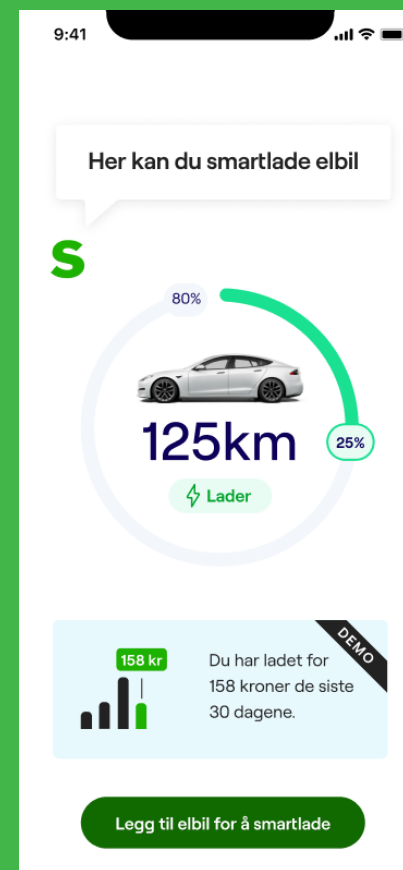 9:41
Her kan du smartlade elbil
S
80%
125km
25%
Lader
158 kr
DEMO
Du har ladet for
158 kroner de siste
30 dagene.
Legg til elbil for å smartlade